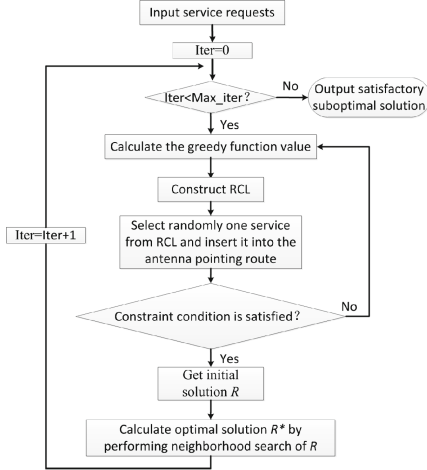 Input service requests
Iter=0
Iter<Max_iter?
No
Output satisfactory
suboptimal solution
Yes
Calculate the greedy function value
Construct RCL
Iter=Iter+1
Select randomly one service
from RCL and insert it into the
antenna pointing route
Constraint condition is satisfied?
No
Yes
Get initial
solution R
Calculate optimal solution R* by
performing neighborhood search of R